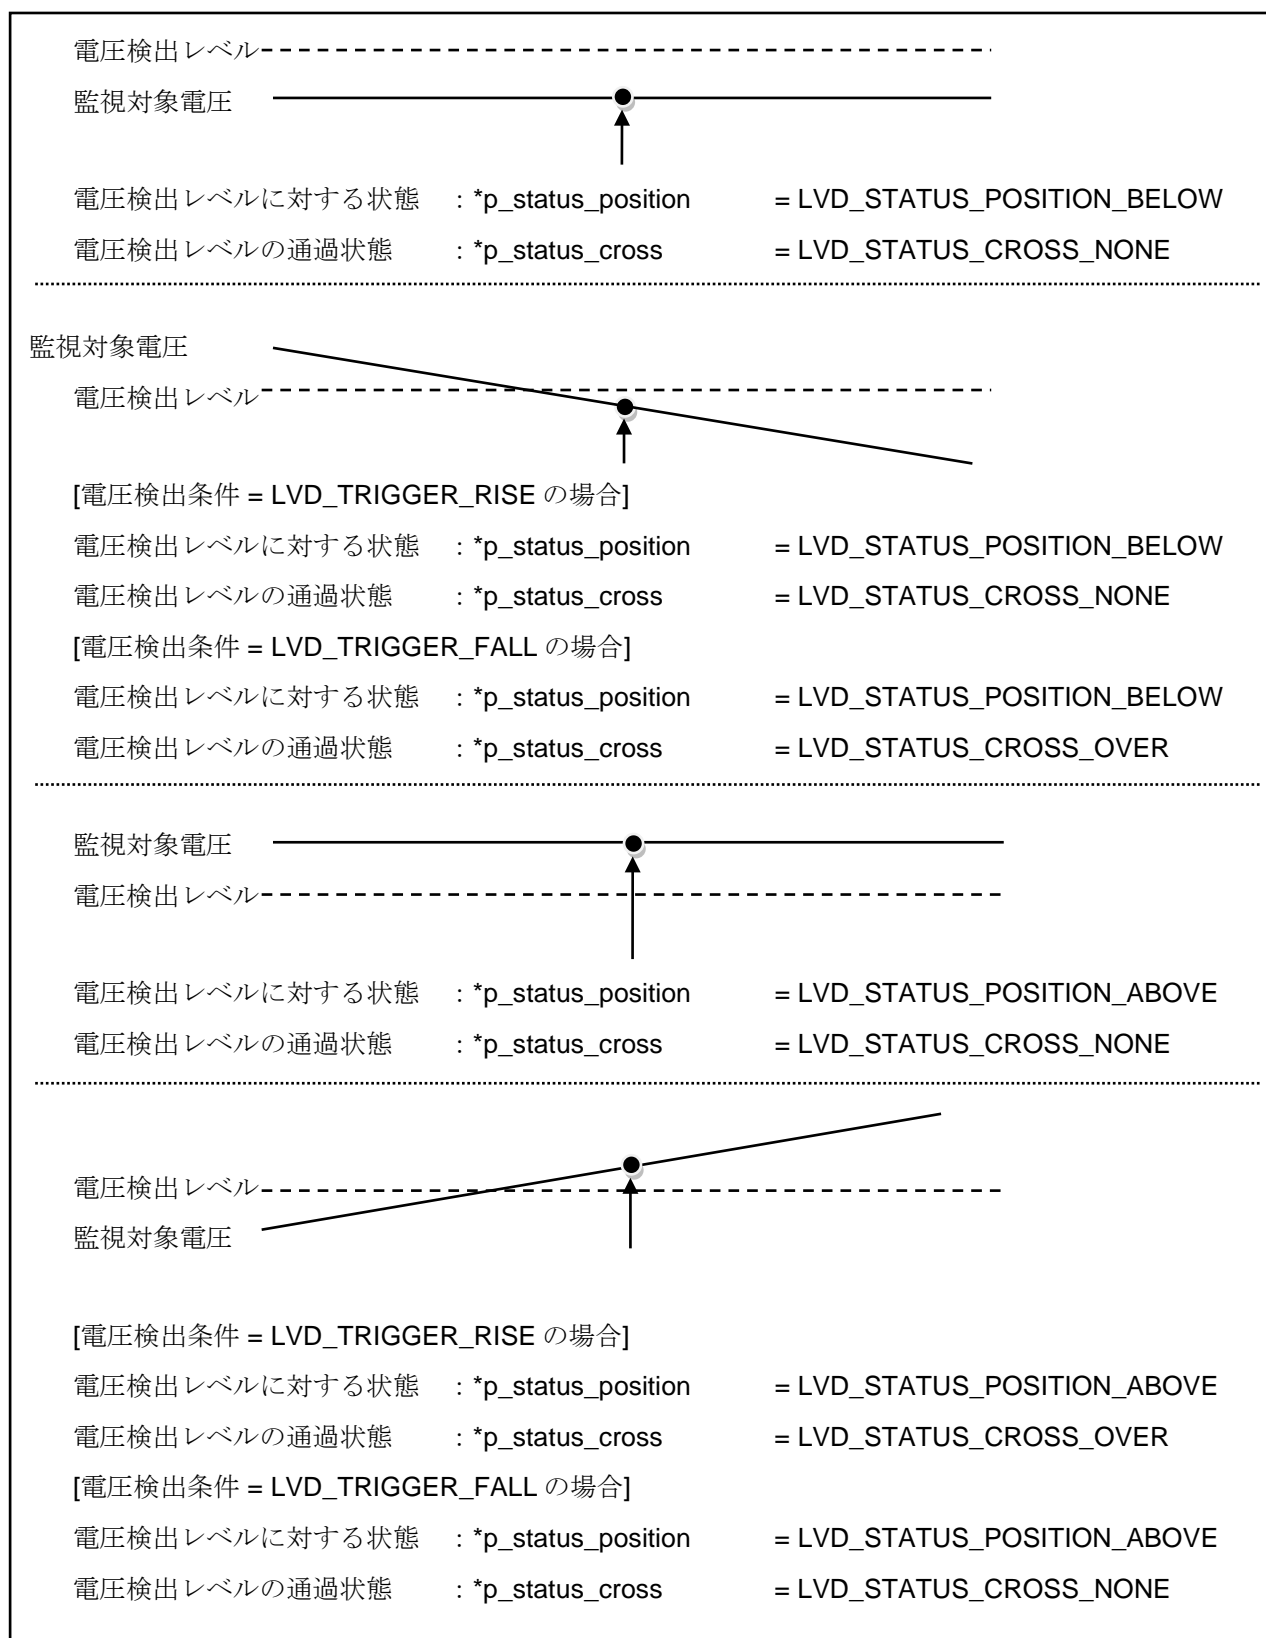 電圧検出レベル
監視対象電圧
電圧検出レベルに対する状態 : *p_status_position = LVD_STATUS_POSITION_BELOW
電圧検出レベルの通過状態 : *p_status_cross = LVD_STATUS_CROSS_NONE
監視対象電圧
電圧検出レベル
[電圧検出条件 = LVD_TRIGGER_RISE の場合]
電圧検出レベルに対する状態 : *p_status_position = LVD_STATUS_POSITION_BELOW
電圧検出レベルの通過状態 : *p_status_cross = LVD_STATUS_CROSS_NONE
[電圧検出条件 = LVD_TRIGGER_FALL の場合]
電圧検出レベルに対する状態 : *p_status_position = LVD_STATUS_POSITION_BELOW
電圧検出レベルの通過状態 : *p_status_cross = LVD_STATUS_CROSS_OVER
監視対象電圧
電圧検出レベル
電圧検出レベルに対する状態 : *p_status_position = LVD_STATUS_POSITION_ABOVE
電圧検出レベルの通過状態 : *p_status_cross = LVD_STATUS_CROSS_NONE
電圧検出レベル
監視対象電圧
[電圧検出条件 = LVD_TRIGGER_RISE の場合]
電圧検出レベルに対する状態 : *p_status_position = LVD_STATUS_POSITION_ABOVE
電圧検出レベルの通過状態 : *p_status_cross = LVD_STATUS_CROSS_OVER
[電圧検出条件 = LVD_TRIGGER_FALL の場合]
電圧検出レベルに対する状態 : *p_status_position = LVD_STATUS_POSITION_ABOVE
電圧検出レベルの通過状態 : *p_status_cross = LVD_STATUS_CROSS_NONE